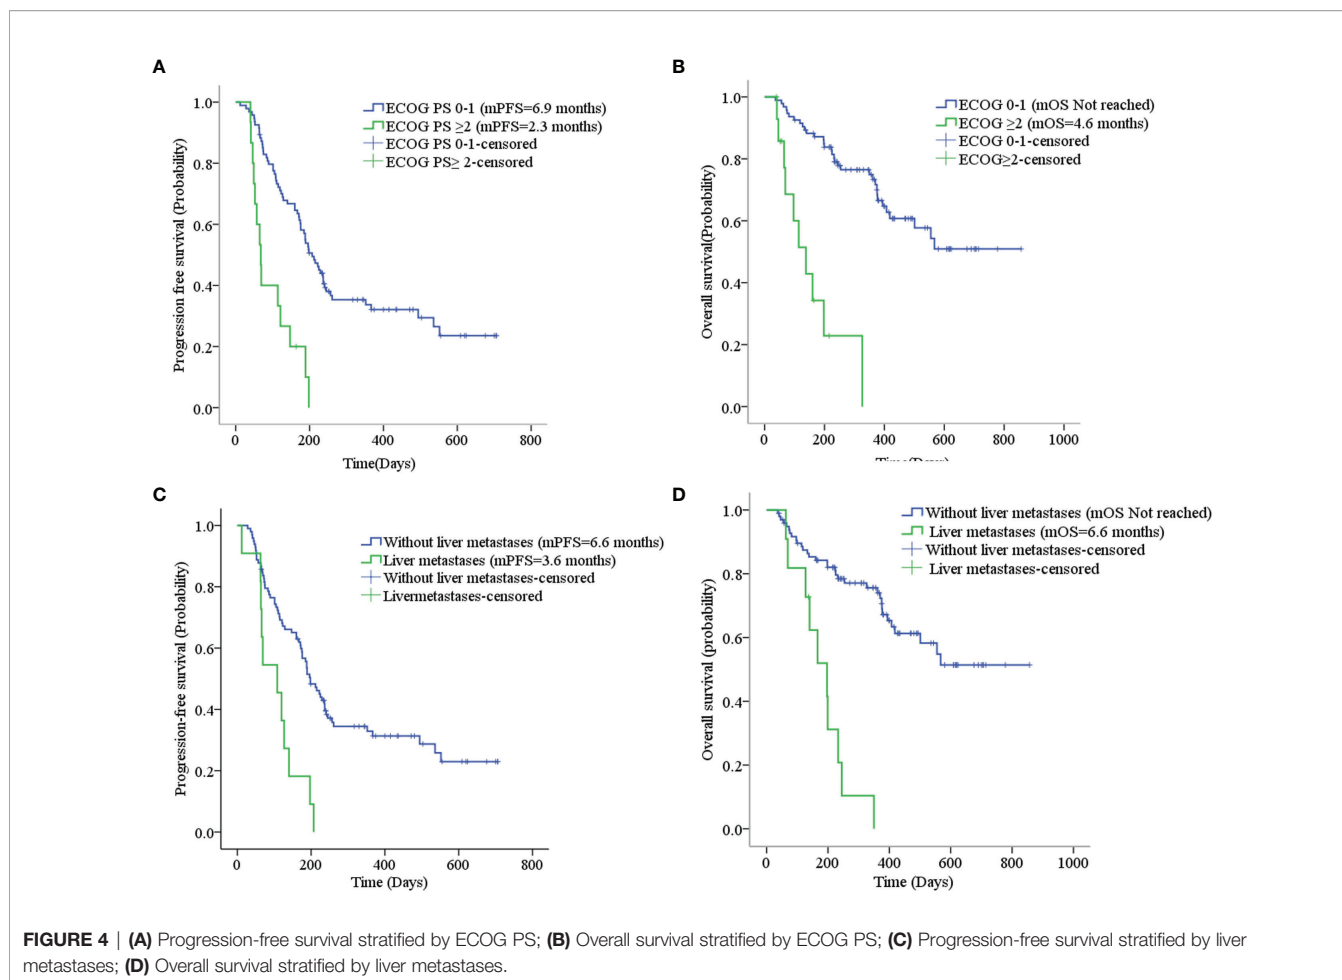 A
ECOG PS 0-1 (mPFS=6.9 months)
ECOG PS ≥2 (mPFS=2.3 months)
ECOG PS 0-1-censored
ECOG PS≥ 2-censored
Progression free survival (Probability)
1.0
0.8
0.6
0.4
0.2
0.0
0 200 400 600 800
Time(Days)
B
ECOG 0-1 (mOS Not reached)
ECOG ≥2 (mOS=4.6 months)
ECOG 0-1-censored
ECOG≥2-censored
Overall survival(Probability)
1.0
0.8
0.6
0.4
0.2
0.0
0 200 400 600 800 1000
Time(Days)
C
Without liver metastases (mPFS=6.6 months)
Liver metastases (mPFS=3.6 months)
Without liver metastases-censored
Livermetastases-censored
Progression-free survival (Probability)
1.0
0.8
0.6
0.4
0.2
0.0
0 200 400 600 800
Time (Days)
D
Without liver metastases (mOS Not reached)
Liver metastases (mOS=6.6 months)
Without liver metastases-censored
Liver metastases-censored
Overall survival (probability)
1.0
0.8
0.6
0.4
0.2
0.0
0 200 400 600 800 1000
Time (Days)
FIGURE 4 | (A) Progression-free survival stratified by ECOG PS; (B) Overall survival stratified by ECOG PS; (C) Progression-free survival stratified by liver
metastases; (D) Overall survival stratified by liver metastases.